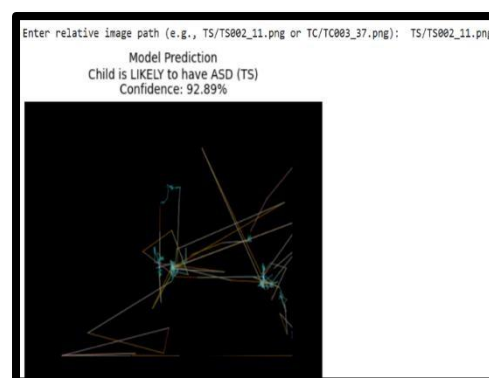 Enter relative image path (e.g., TS/TS002_11.png or TC/TC003_37.png): TS/TS002_11.png
Model Prediction
Child is LIKELY to have ASD (TS)
Confidence: 92.89%